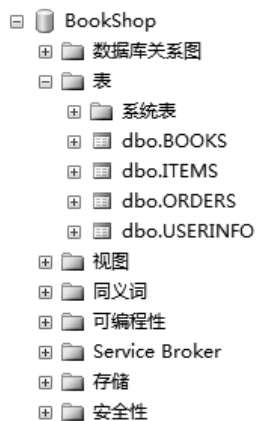 BookShop
数据库关系图
表
系统表
dbo.BOOKS
dbo.ITEMS
dbo.ORDERS
dbo.USERINFO
视图
同义词
可编程性
Service Broker
存储
安全性